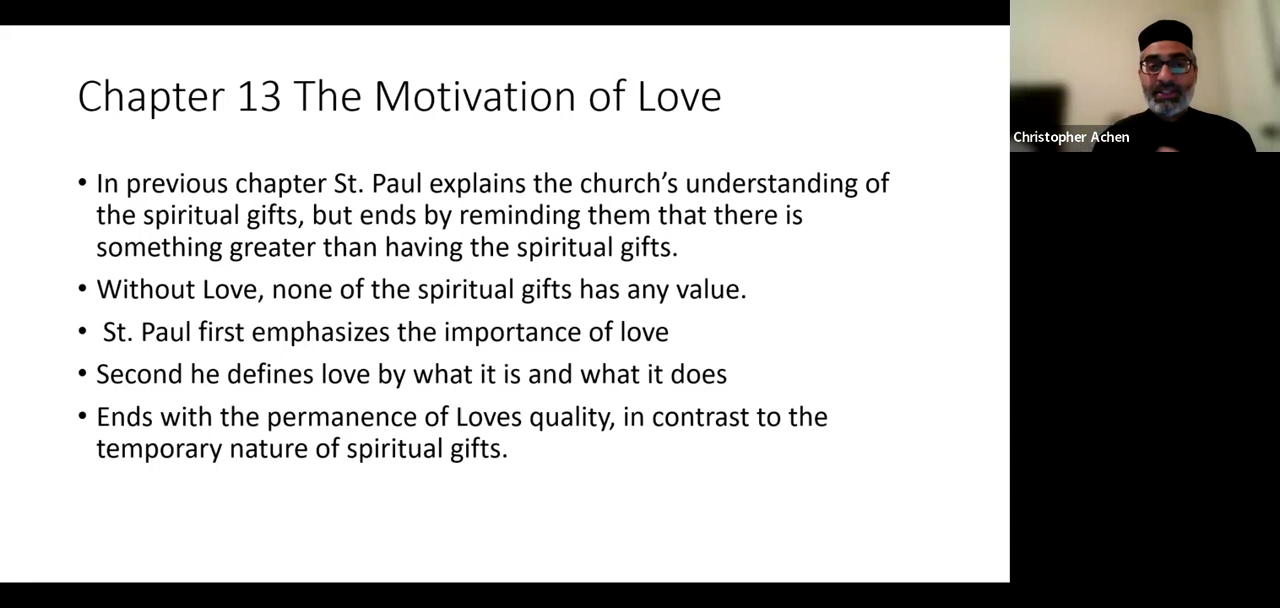 Chapter 13 The Motivation of Love
• In previous chapter St. Paul explains the church’s understanding of
the spiritual gifts, but ends by reminding them that there is
something greater than having the spiritual gifts.
• Without Love, none of the spiritual gifts has any value.
• St. Paul first emphasizes the importance of love
• Second he defines love by what it is and what it does
• Ends with the permanence of Loves quality, in contrast to the
temporary nature of spiritual gifts.
Christopher Achen